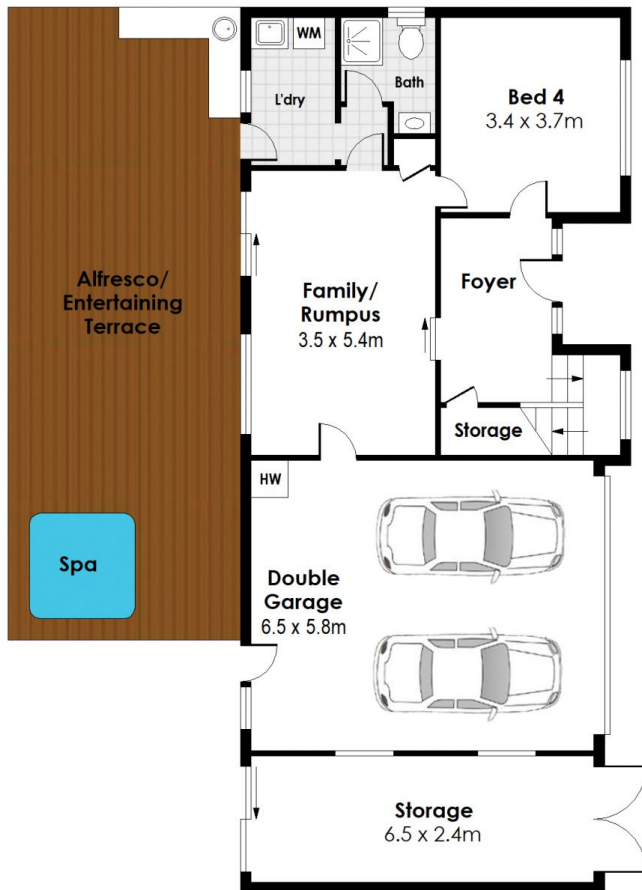 WM
L'dry
Bath
Bed 4
3.4 x 3.7m
Alfresco/
Entertaining
Terrace
Family/
Rumpus
3.5 x 5.4m
Foyer
Storage
HW
Spa
Double
Garage
6.5 x 5.8m
Storage
6.5 x 2.4m